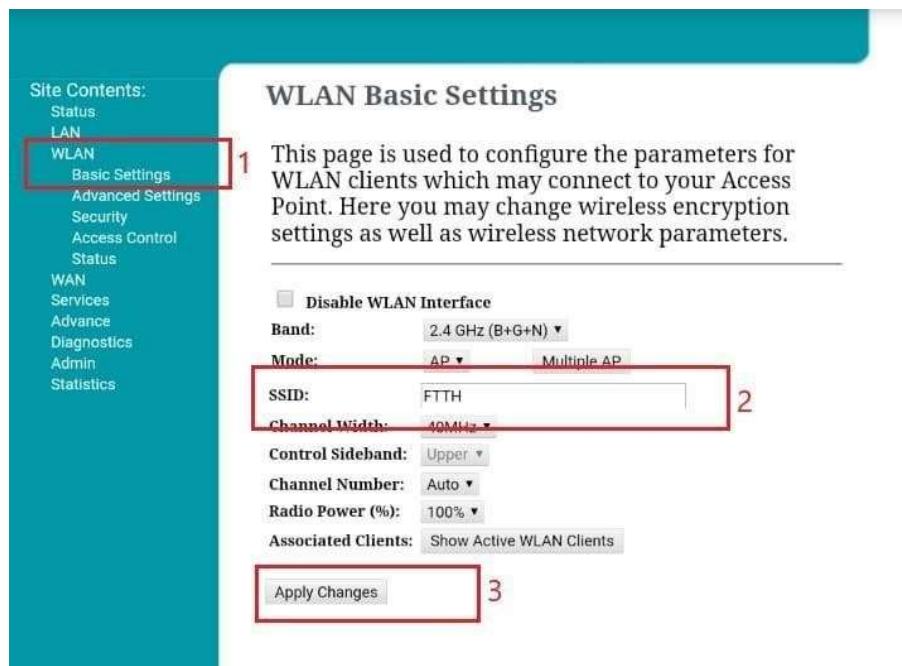 Site Contents:
Status
LAN
WLAN
Basic Settings
Advanced Settings
Security
Access Control
Status
WAN
Services
Advance
Diagnostics
Admin
Statistics
1
WLAN Basic Settings
This page is used to configure the parameters for
WLAN clients which may connect to your Access
Point. Here you may change wireless encryption
settings as well as wireless network parameters.
Disable WLAN Interface
Band: 2.4 GHz (B+G+N)
Mode: AP Multiple AP
SSID: FTTH 2
Channel Width: 40MHz
Control Sideband: Upper
Channel Number: Auto
Radio Power (%): 100%
Associated Clients: Show Active WLAN Clients
Apply Changes 3